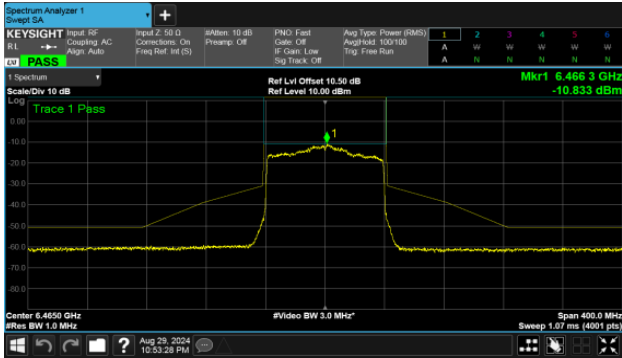 Spectrum Analyzer 1
Swept SA
KEYSIGHT
RL
PASS
Input: RF
Coupling: AC
Align: Auto
Input Z: 50 Ω
Corrections: On
Freq Ref: Int (S)
#Atten: 10 dB
Preamp: Off
PNO: Fast
Gate: Off
IF Gain: Low
Sig Track: Off
Avg Type: Power (RMS)
Avg|Hold: 100/100
Trig: Free Run
1 2 3 4 5 6
A W W W W W
A N N N N N
1 Spectrum
Scale/Div 10 dB
Ref Lvl Offset 10.50 dB
Ref Level 10.00 dBm
Mkr1 6.466 3 GHz
-10.833 dBm
Log
Trace 1 Pass
1
0.00
-10.0
-20.0
-30.0
-40.0
-50.0
-60.0
-70.0
-80.0
Center 6.4650 GHz
#Res BW 1.0 MHz
#Video BW 3.0 MHz*
Span 400.0 MHz
Sweep 1.07 ms (4001 pts)
Aug 29, 2024
10:53:28 PM